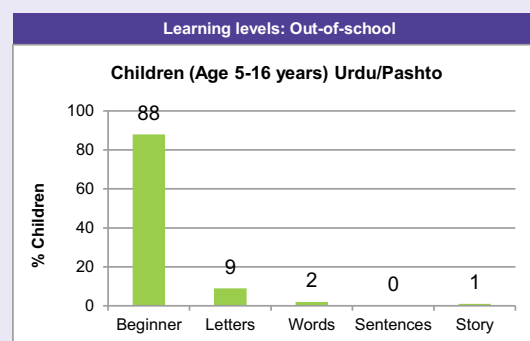 Learning levels: Out-of-school
Children (Age 5-16 years) Urdu/Pashto
% Children
100
80
60
40
20
0
88
9
2
0
1
Beginner Letters Words Sentences Story